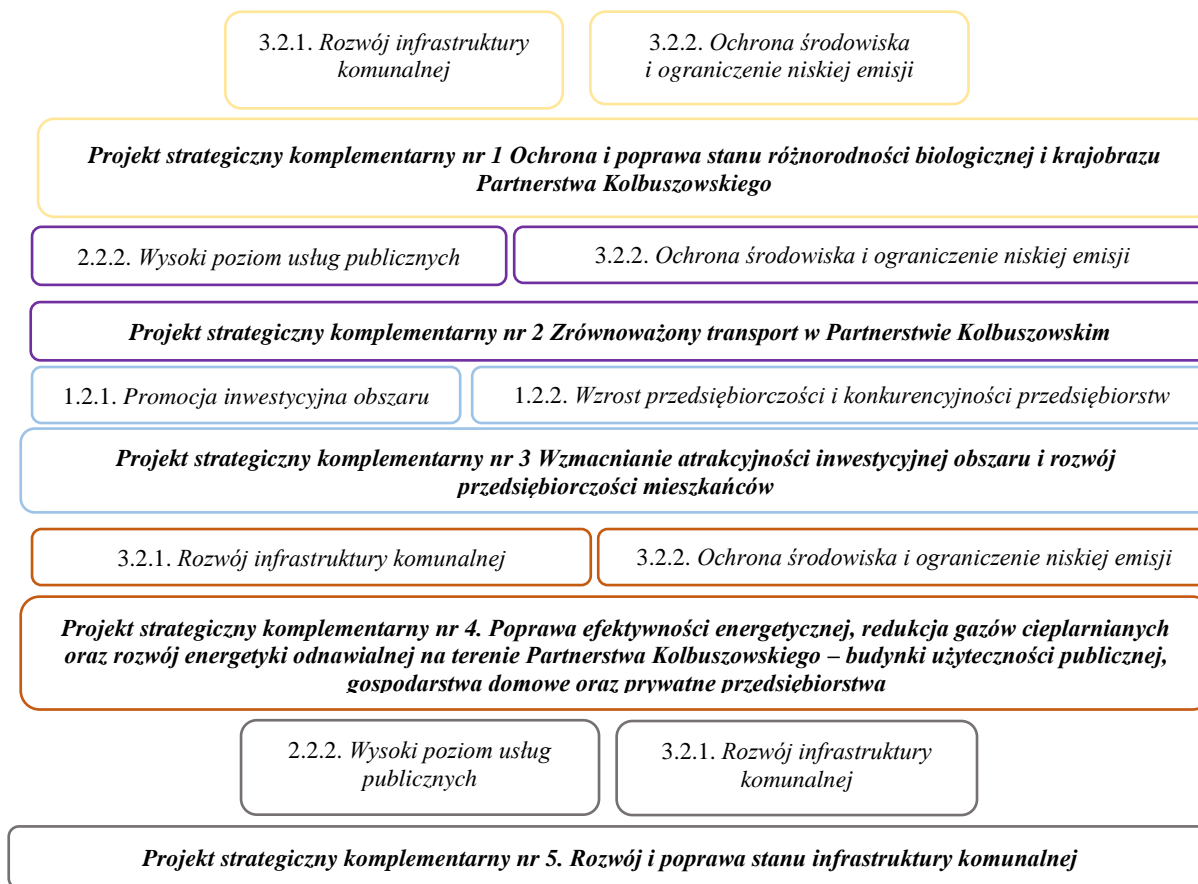 3.2.1. Rozwój infrastruktury
komunalnej
3.2.2. Ochrona środowiska
i ograniczenie niskiej emisji
Projekt strategiczny komplementarny nr 1 Ochrona i poprawa stanu różnorodności biologicznej i krajobrazu
Partnerstwa Kolbuszowskiego
2.2.2. Wysoki poziom usług publicznych
3.2.2. Ochrona środowiska i ograniczenie niskiej emisji
Projekt strategiczny komplementarny nr 2 Zrównoważony transport w Partnerstwie Kolbuszowskim
1.2.1. Promocja inwestycyjna obszaru
1.2.2. Wzrost przedsiębiorczości i konkurencyjności przedsiębiorstw
Projekt strategiczny komplementarny nr 3 Wzmacnianie atrakcyjności inwestycyjnej obszaru i rozwój
przedsiębiorczości mieszkańców
3.2.1. Rozwój infrastruktury komunalnej
3.2.2. Ochrona środowiska i ograniczenie niskiej emisji
Projekt strategiczny komplementarny nr 4. Poprawa efektywności energetycznej, redukcja gazów cieplarnianych
oraz rozwój energetyki odnawialnej na terenie Partnerstwa Kolbuszowskiego – budynki użyteczności publicznej,
gospodarstwa domowe oraz prywatne przedsiębiorstwa
2.2.2. Wysoki poziom usług
publicznych
3.2.1. Rozwój infrastruktury
komunalnej
Projekt strategiczny komplementarny nr 5. Rozwój i poprawa stanu infrastruktury komunalnej